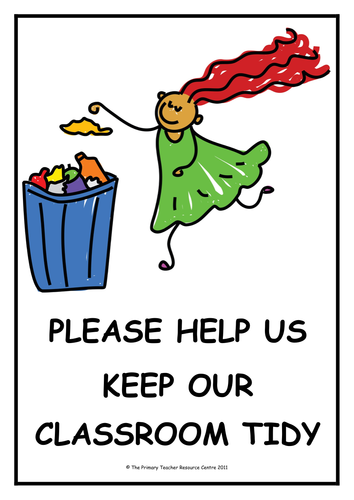 PLEASE HELP US
KEEP OUR
CLASSROOM TIDY
© The Primary Teacher Resource Centre 2011